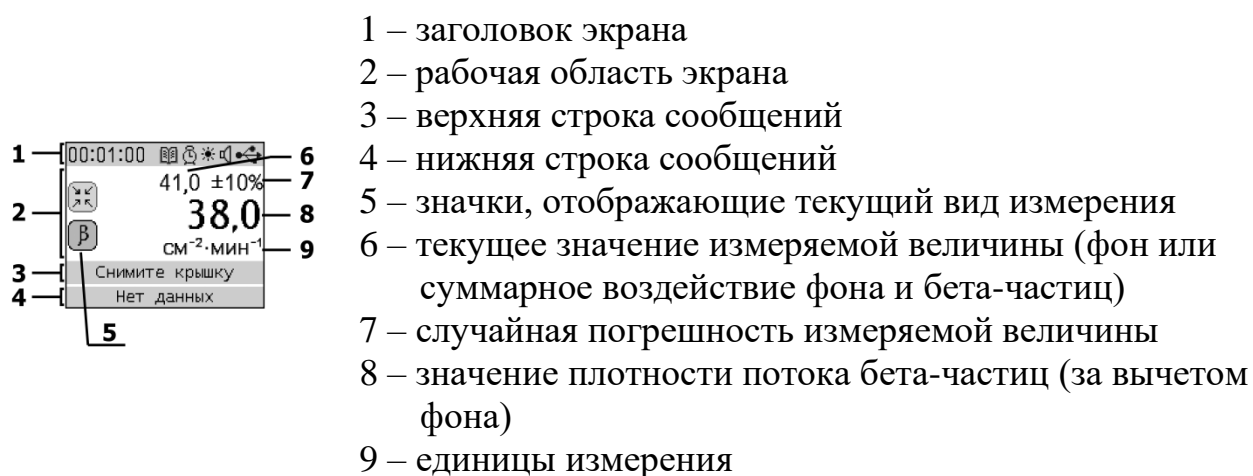 1 – заголовок экрана
2 – рабочая область экрана
3 – верхняя строка сообщений
4 – нижняя строка сообщений
5 – значки, отображающие текущий вид измерения
6 – текущее значение измеряемой величины (фон или
суммарное воздействие фона и бета-частиц)
7 – случайная погрешность измеряемой величины
8 – значение плотности потока бета-частиц (за вычетом
фона)
9 – единицы измерения
1
00:01:00
6
41,0 ±10%
7
2
38,0
8
β
см⁻²·мин⁻¹
9
3
Снимите крышку
4
Нет данных
5